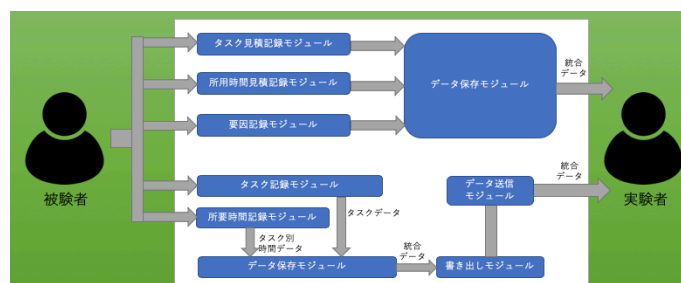 タスク見積記録モジュール
所用時間見積記録モジュール
要因記録モジュール
データ保存モジュール
統合
データ
被験者
実験者
タスク記録モジュール
所要時間記録モジュール
タスクデータ
タスク別
時間データ
データ保存モジュール
統合
データ
書き出しモジュール
データ送信
モジュール
統合
データ